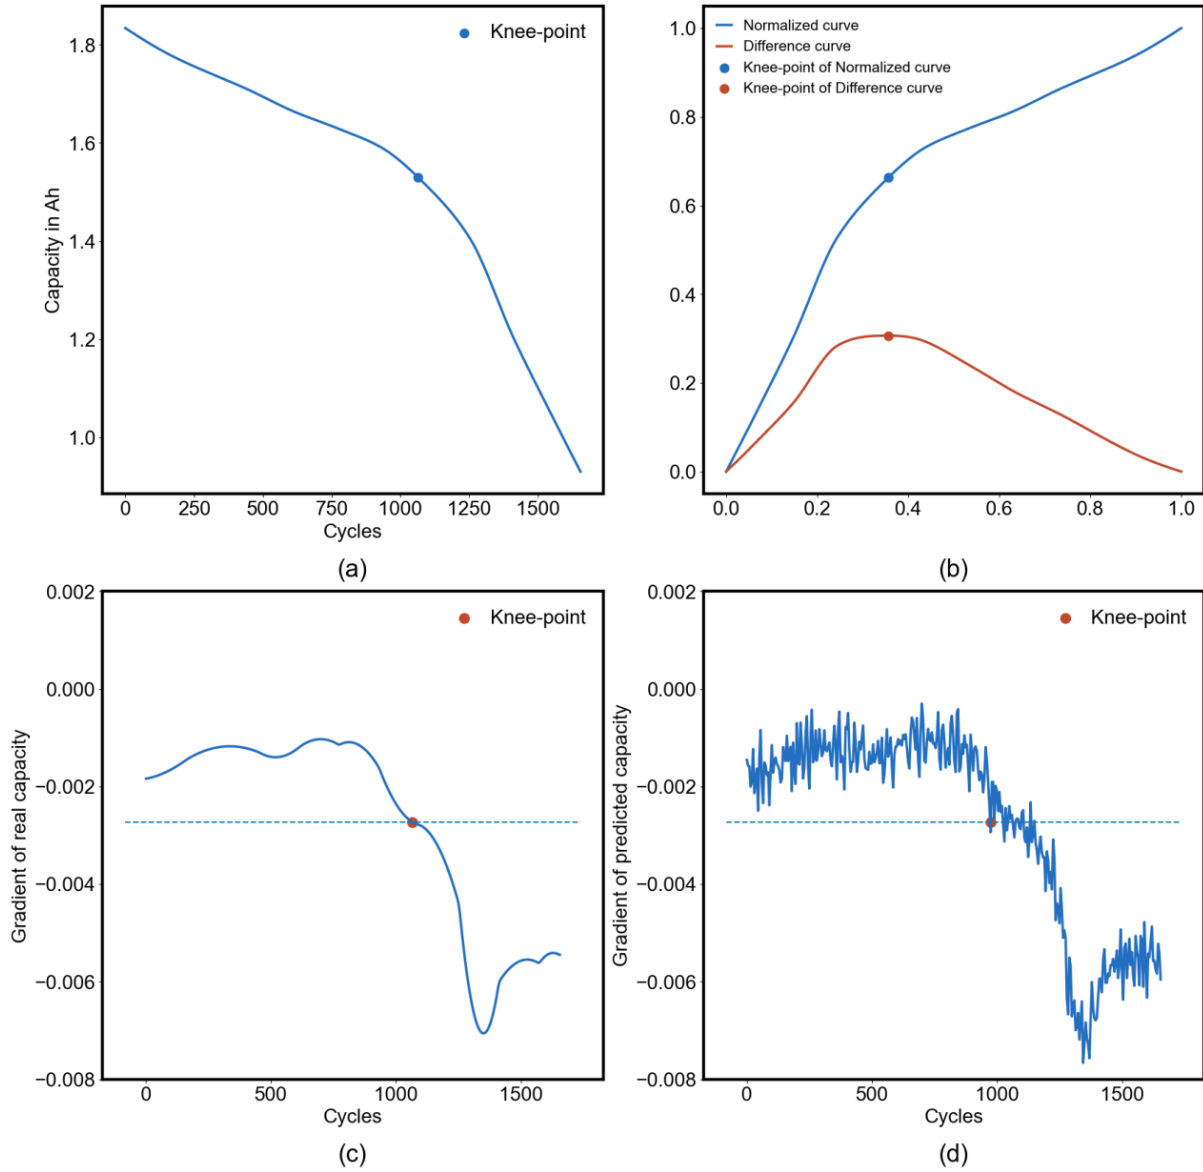 Knee-point
1.8
1.6
1.4
1.2
1.0
Capacity in Ah
0 250 500 750 1000 1250 1500
Cycles
(a)
Normalized curve
Difference curve
Knee-point of Normalized curve
Knee-point of Difference curve
1.0
0.8
0.6
0.4
0.2
0.0
0.0 0.2 0.4 0.6 0.8 1.0
(b)
Knee-point
0.002
0.000
−0.002
−0.004
−0.006
−0.008
Gradient of real capacity
0 500 1000 1500
Cycles
(c)
Knee-point
0.002
0.000
−0.002
−0.004
−0.006
−0.008
Gradient of predicted capacity
0 500 1000 1500
Cycles
(d)